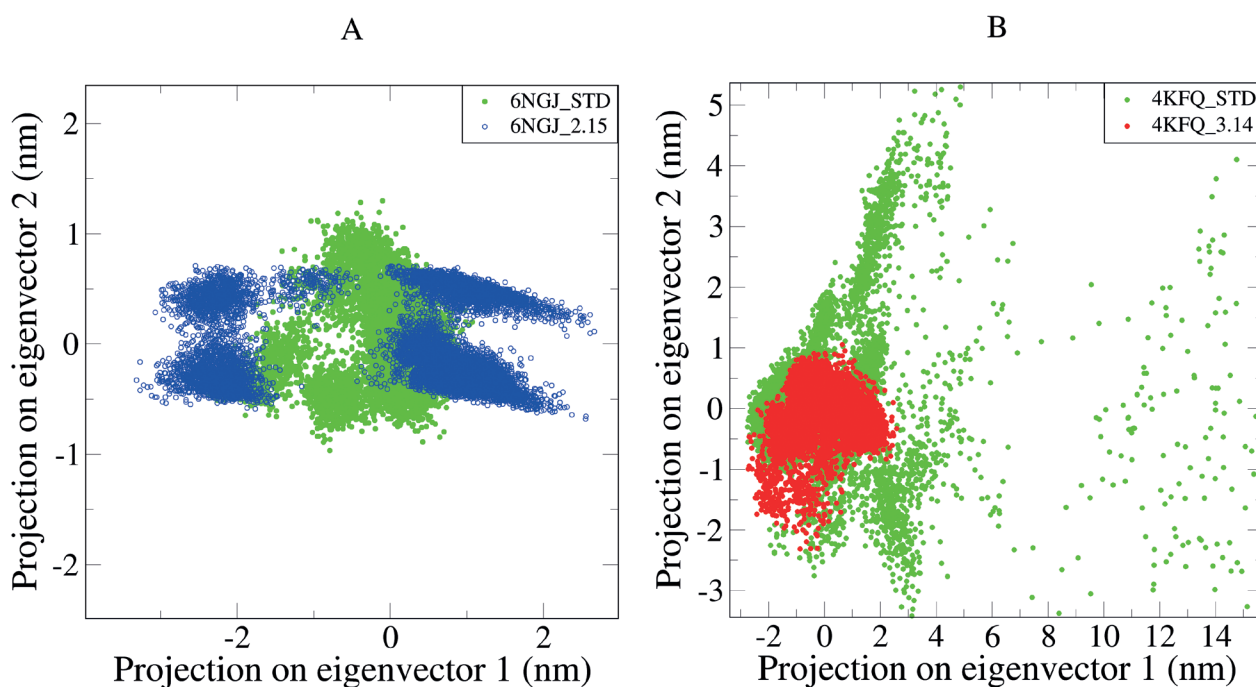 A
B
6NGJ_STD
6NGJ_2.15
4KFQ_STD
4KFQ_3.14
Projection on eigenvector 2 (nm)
2
1
0
-1
-2
-2 0 2
Projection on eigenvector 1 (nm)
Projection on eigenvector 2 (nm)
5
4
3
2
1
0
-1
-2
-3
-2 0 2 4 6 8 10 12 14
Projection on eigenvector 1 (nm)